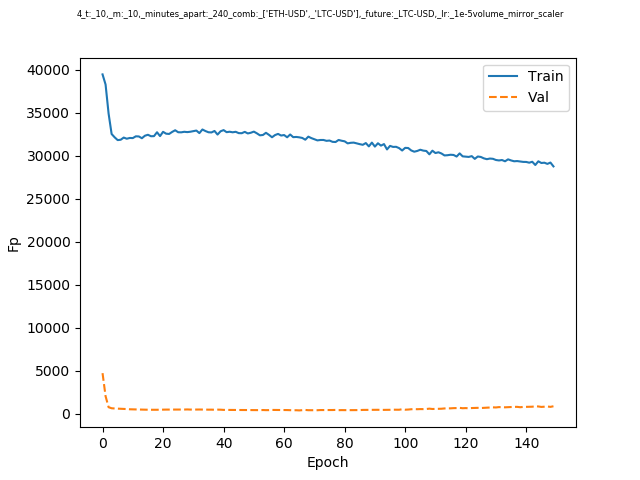 4_t:_10,_m:_10,_minutes_apart:_240_comb:_['ETH-USD',_'LTC-USD'],_future:_LTC-USD,_lr:_1e-5volume_mirror_scaler
Train
Val
40000
35000
30000
25000
20000
15000
10000
5000
0
Fp
0 20 40 60 80 100 120 140
Epoch